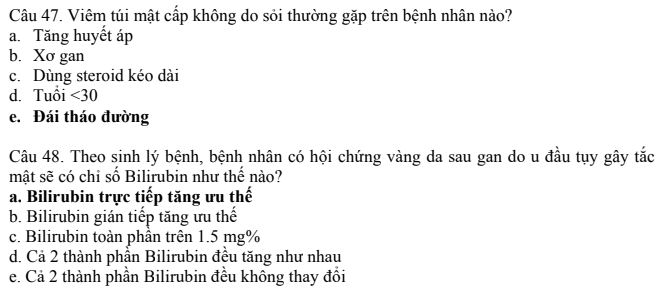 Câu 47. Viêm túi mật cấp không do sỏi thường gặp trên bệnh nhân nào?
a. Tăng huyết áp
b. Xơ gan
c. Dùng steroid kéo dài
d. Tuổi <30
e. Đái tháo đường
Câu 48. Theo sinh lý bệnh, bệnh nhân có hội chứng vàng da sau gan do u đầu tụy gây tắc
mật sẽ có chỉ số Bilirubin như thế nào?
a. Bilirubin trực tiếp tăng ưu thế
b. Bilirubin gián tiếp tăng ưu thế
c. Bilirubin toàn phần trên 1.5 mg%
d. Cả 2 thành phần Bilirubin đều tăng như nhau
e. Cả 2 thành phần Bilirubin đều không thay đổi